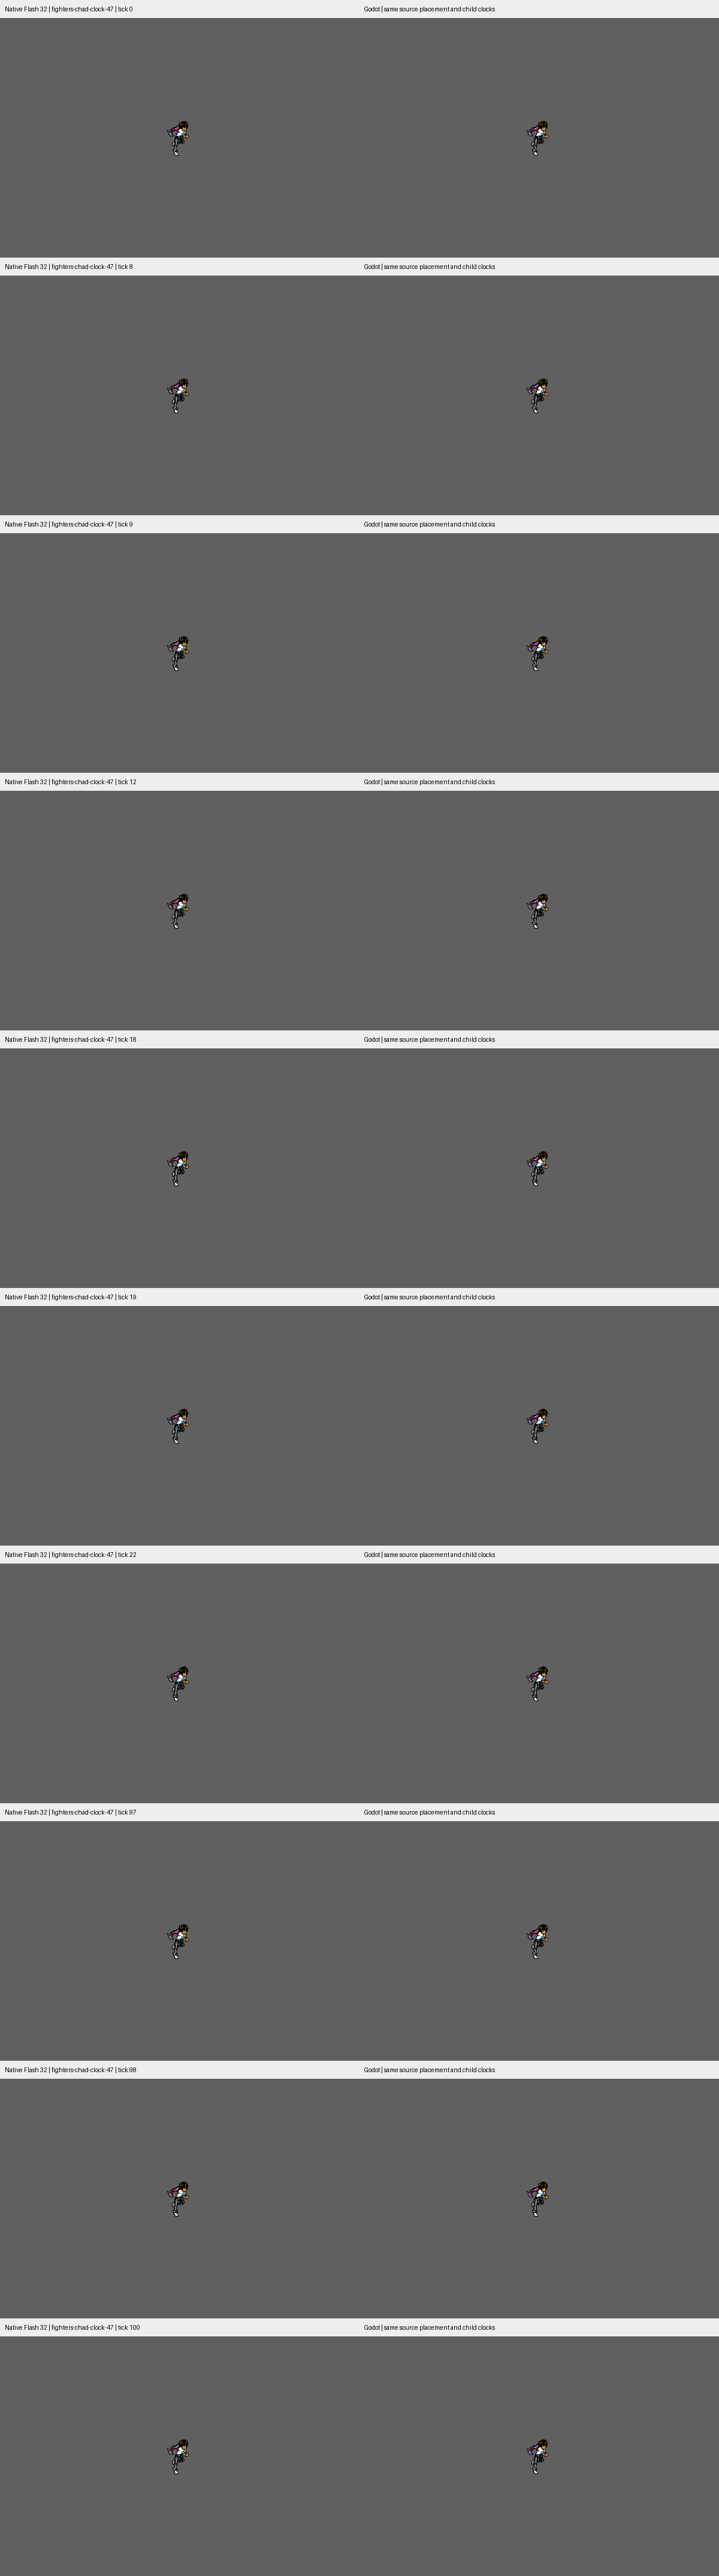 Native Flash 32 | fighters-chad-clock-47 | tick 0
Godot | same source placement and child clocks
Native Flash 32 | fighters-chad-clock-47 | tick 8
Godot | same source placement and child clocks
Native Flash 32 | fighters-chad-clock-47 | tick 9
Godot | same source placement and child clocks
Native Flash 32 | fighters-chad-clock-47 | tick 12
Godot | same source placement and child clocks
Native Flash 32 | fighters-chad-clock-47 | tick 18
Godot | same source placement and child clocks
Native Flash 32 | fighters-chad-clock-47 | tick 19
Godot | same source placement and child clocks
Native Flash 32 | fighters-chad-clock-47 | tick 22
Godot | same source placement and child clocks
Native Flash 32 | fighters-chad-clock-47 | tick 97
Godot | same source placement and child clocks
Native Flash 32 | fighters-chad-clock-47 | tick 98
Godot | same source placement and child clocks
Native Flash 32 | fighters-chad-clock-47 | tick 100
Godot | same source placement and child clocks